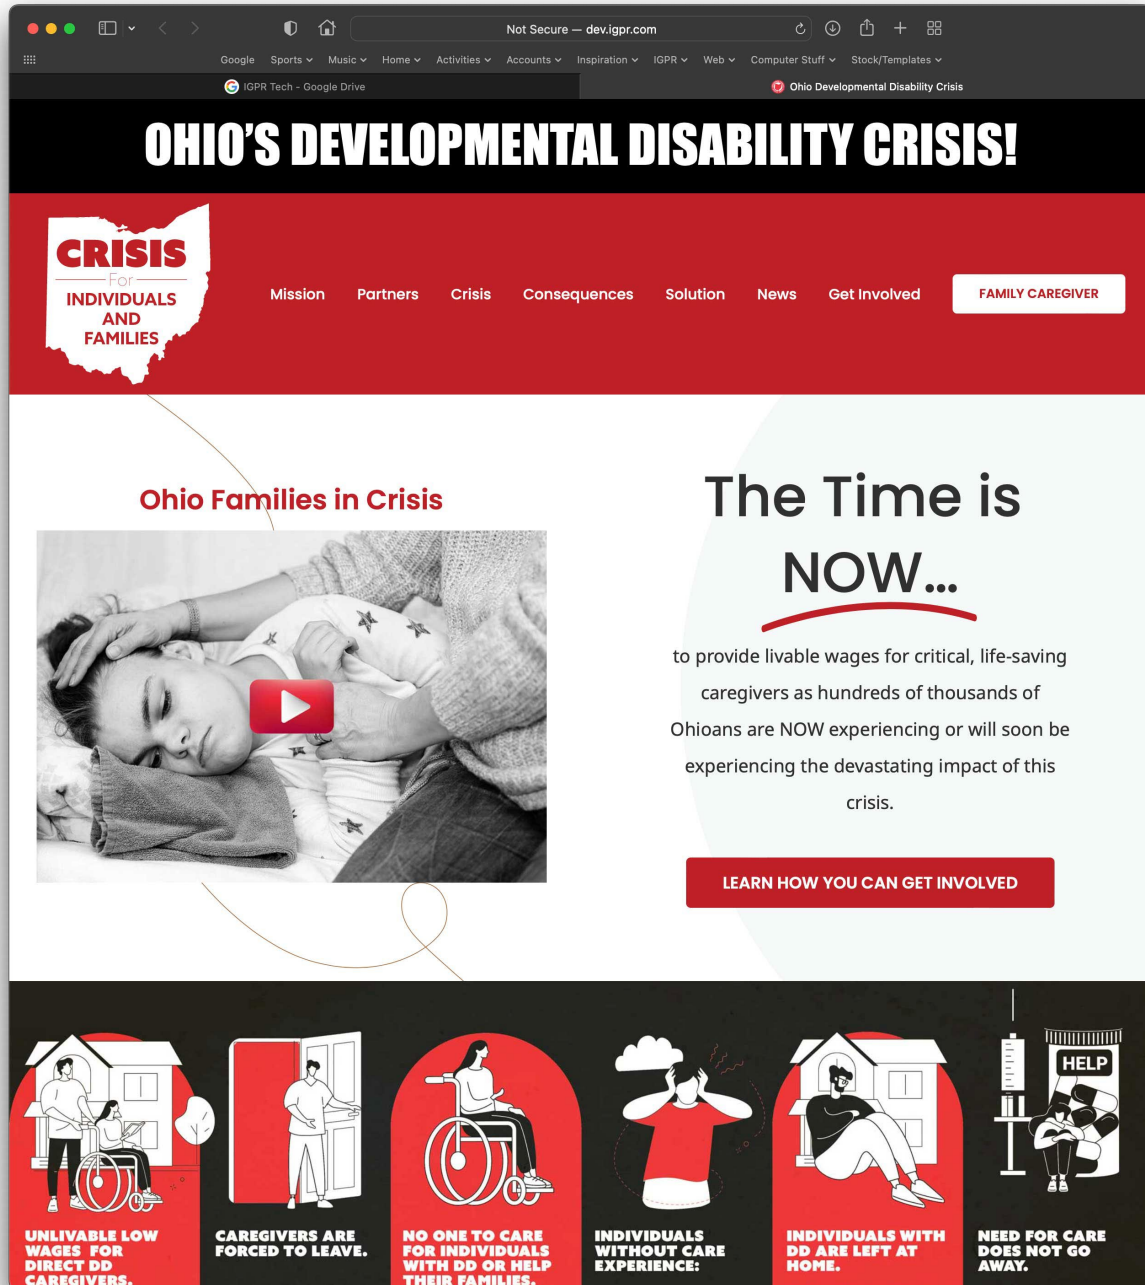 Not Secure — dev.igpr.com
Google Sports Music Home Activities Accounts Inspiration IGPR Web Computer Stuff Stock/Templates
IGPR Tech - Google Drive
Ohio Developmental Disability Crisis
OHIO'S DEVELOPMENTAL DISABILITY CRISIS!
CRISIS
For
INDIVIDUALS
AND
FAMILIES
Mission Partners Crisis Consequences Solution News Get Involved FAMILY CAREGIVER
Ohio Families in Crisis
The Time is
NOW...
to provide livable wages for critical, life-saving
caregivers as hundreds of thousands of
Ohioans are NOW experiencing or will soon be
experiencing the devastating impact of this
crisis.
LEARN HOW YOU CAN GET INVOLVED
UNLIVABLE LOW
WAGES FOR
DIRECT DD
CAREGIVERS.
CAREGIVERS ARE
FORCED TO LEAVE.
NO ONE TO CARE
FOR INDIVIDUALS
WITH DD OR HELP
THEIR FAMILIES.
INDIVIDUALS
WITHOUT CARE
EXPERIENCE:
INDIVIDUALS WITH
DD ARE LEFT AT
HOME.
HELP
NEED FOR CARE
DOES NOT GO
AWAY.